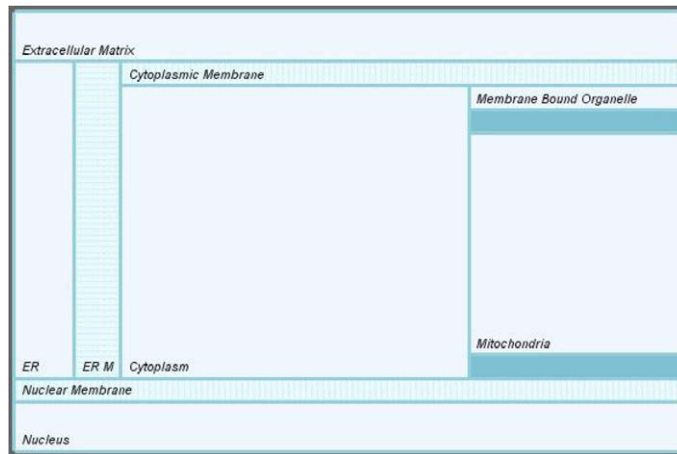 Extracellular Matrix
Cytoplasmic Membrane
Membrane Bound Organelle
Mitochondria
ER
ER M
Cytoplasm
Nuclear Membrane
Nucleus